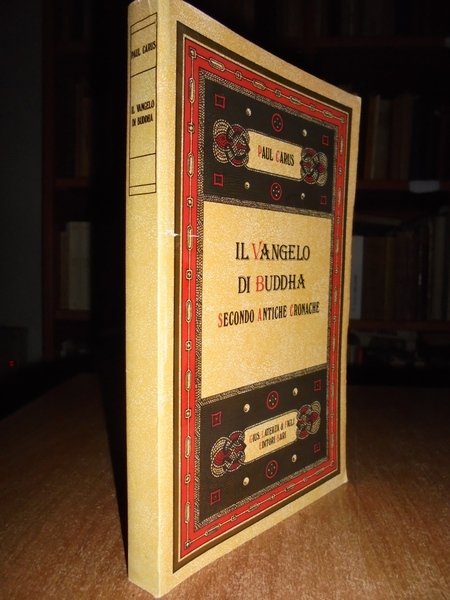 PAUL CARUS
IL VANGELO
DI BUDDHA
PAUL CARUS
IL VANGELO
DI BUDDHA
SECONDO ANTICHE CRONACHE
GIUS. LATERZA & FIGLI
EDITORI BARI